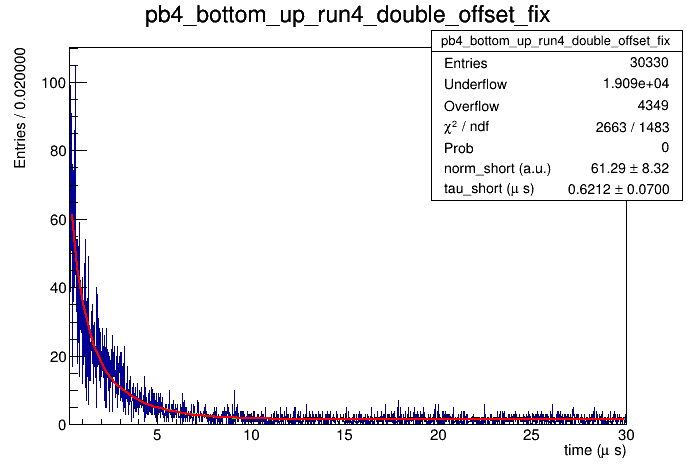 pb4_bottom_up_run4_double_offset_fix
pb4_bottom_up_run4_double_offset_fix
Entries 30330
Underflow 1.909e+04
Overflow 4349
χ² / ndf 2663 / 1483
Prob 0
norm_short (a.u.) 61.29 ± 8.32
tau_short (μ s) 0.6212 ± 0.0700
Entries / 0.020000
100
80
60
40
20
0
5 10 15 20 25 30
time (μ s)